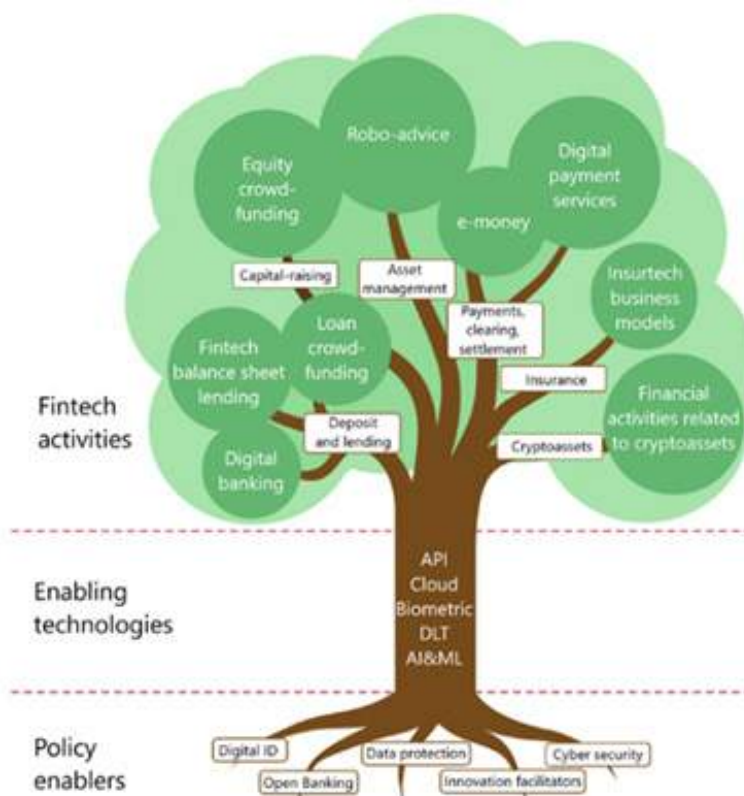 Robo-advice
Equity
crowd-
funding
Digital
payment
services
e-money
Capital-raising
Asset
management
Insurtech
business
models
Payments,
clearing,
settlement
Loan
crowd-
funding
Fintech
balance sheet
lending
Insurance
Financial
activities related
to cryptoassets
Fintech
activities
Deposit
and lending
Cryptoassets
Digital
banking
Enabling
technologies
API
Cloud
Biometric
DLT
AI&ML
Policy
enablers
Digital ID
Data protection
Cyber security
Open Banking
Innovation facilitators